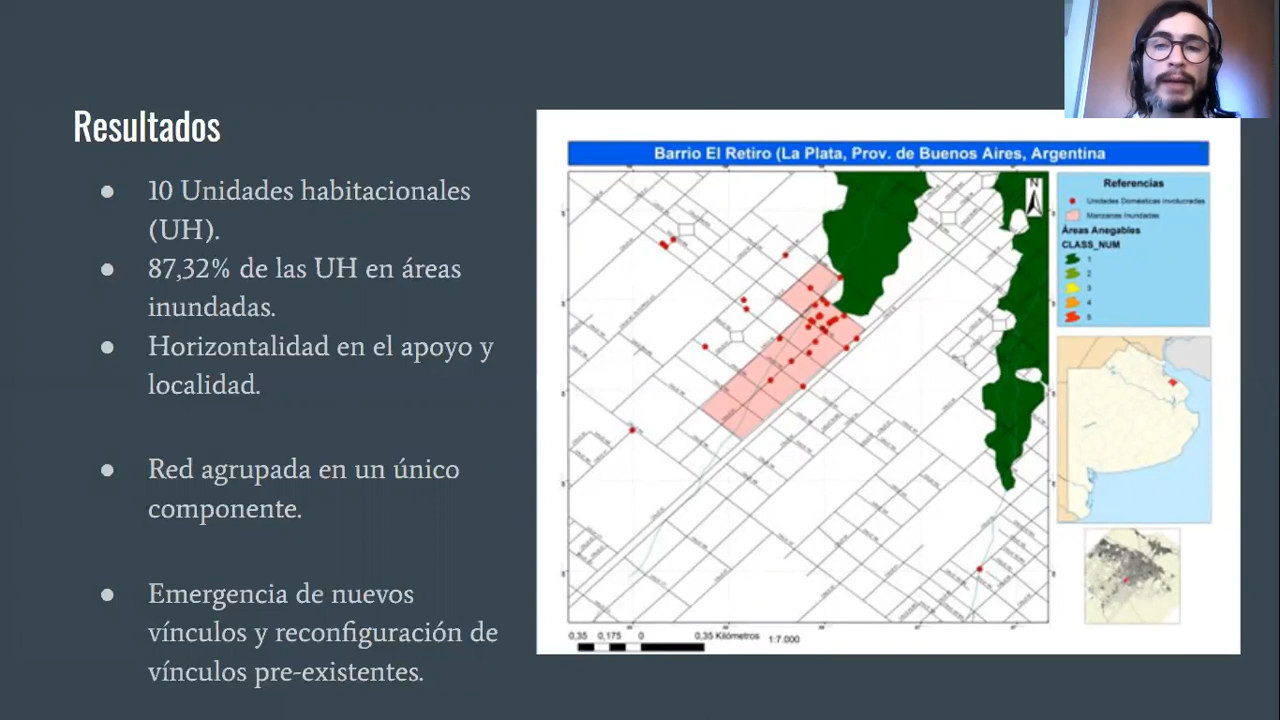 Resultados
● 10 Unidades habitacionales
(UH).
● 87,32% de las UH en áreas
inundadas.
● Horizontalidad en el apoyo y
localidad.
● Red agrupada en un único
componente.
● Emergencia de nuevos
vínculos y reconfiguración de
vínculos pre-existentes.
Barrio El Retiro (La Plata, Prov. de Buenos Aires, Argentina
N
Referencias
Unidades Domésticas involucradas
Manzanas Inundadas
Áreas Anegables
CLASS_NUM
1
2
3
4
5
0,35 0,175 0 0,35 Kilómetros 1:7.000